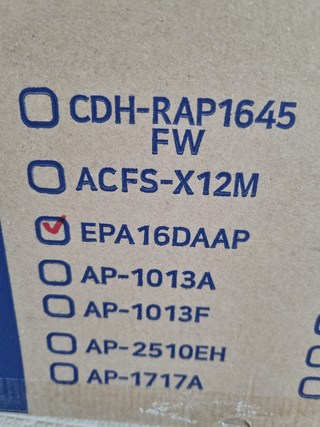 CDH-RAP1645
FW
ACFS-X12M
EPA16DAAP
AP-1013A
AP-1013F
AP-2510EH
AP-1717A